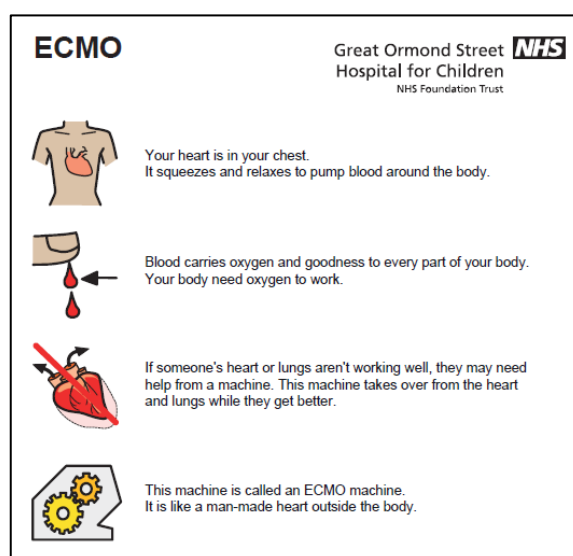 ECMO
Great Ormond Street NHS
Hospital for Children
NHS Foundation Trust
Your heart is in your chest.
It squeezes and relaxes to pump blood around the body.
Blood carries oxygen and goodness to every part of your body.
Your body need oxygen to work.
If someone's heart or lungs aren't working well, they may need
help from a machine. This machine takes over from the heart
and lungs while they get better.
This machine is called an ECMO machine.
It is like a man-made heart outside the body.